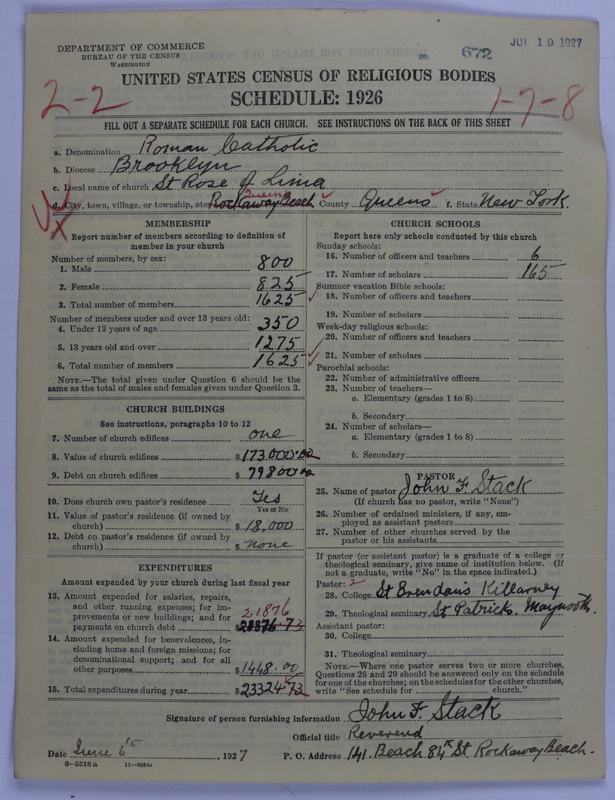 JUL 19 1927
672
DEPARTMENT OF COMMERCE
BUREAU OF THE CENSUS
WASHINGTON
UNITED STATES CENSUS OF RELIGIOUS BODIES
SCHEDULE: 1926
2-2
1-7-8
FILL OUT A SEPARATE SCHEDULE FOR EACH CHURCH. SEE INSTRUCTIONS ON THE BACK OF THIS SHEET
a. Denomination Roman Catholic
b. Diocese Brooklyn
c. Local name of church St Rose of Lima
Queens
d. City, town, village, or township, etc. Rockaway Beach County Queens f. State New York
MEMBERSHIP
Report number of members according to definition of
member in your church
Number of members, by sex:
1. Male 800
2. Female 825
3. Total number of members 1625
Number of members under and over 13 years old:
4. Under 13 years of age 350
5. 13 years old and over 1275
6. Total number of members 1625
NOTE.—The total given under Question 6 should be the
same as the total of males and females given under Question 3.
CHURCH BUILDINGS
See instructions, paragraphs 10 to 12
7. Number of church edifices one
8. Value of church edifices $173.000.00
9. Debt on church edifices $79800 00
10. Does church own pastor's residence Yes
Yes or No
11. Value of pastor's residence (if owned by
church) $18,000
12. Debt on pastor's residence (if owned by
church) $ none
EXPENDITURES
Amount expended by your church during last fiscal year
13. Amount expended for salaries, repairs,
and other running expenses; for im-
provements or new buildings; and for
21876
payments on church debt $21876.73
14. Amount expended for benevolences, in-
cluding home and foreign missions; for
denominational support; and for all
other purposes $1448.00
15. Total expenditures during year $23324.73
CHURCH SCHOOLS
Report here only schools conducted by this church
Sunday schools:
16. Number of officers and teachers 6
17. Number of scholars 165
Summer vacation Bible schools:
18. Number of officers and teachers
19. Number of scholars
Week-day religious schools:
20. Number of officers and teachers
21. Number of scholars
Parochial schools:
22. Number of administrative officers
23. Number of teachers—
a. Elementary (grades 1 to 8)
b. Secondary
24. Number of scholars—
a. Elementary (grades 1 to 8)
b. Secondary
PASTOR
25. Name of pastor John F. Stack
(If church has no pastor, write "None")
26. Number of ordained ministers, if any, em-
ployed as assistant pastors
27. Number of other churches served by the
pastor or his assistants
If pastor (or assistant pastor) is a graduate of a college or
theological seminary, give name of institution below. (If
not a graduate, write "No" in the space indicated.)
Pastor: 2
28. College St Brendans Killarney
29. Theological seminary St Patricks. Maynooth.
Assistant pastor:
30. College
31. Theological seminary
NOTE.—Where one pastor serves two or more churches,
Questions 28 and 29 should be answered only on the schedule
for one of the churches; on the schedules for the other churches,
write "See schedule for church."
Signature of person furnishing information John F. Stack
Official title Reverend
Date June 6th, 1927 P. O. Address 141. Beach 84th St Rockaway Beach.
8-5518a